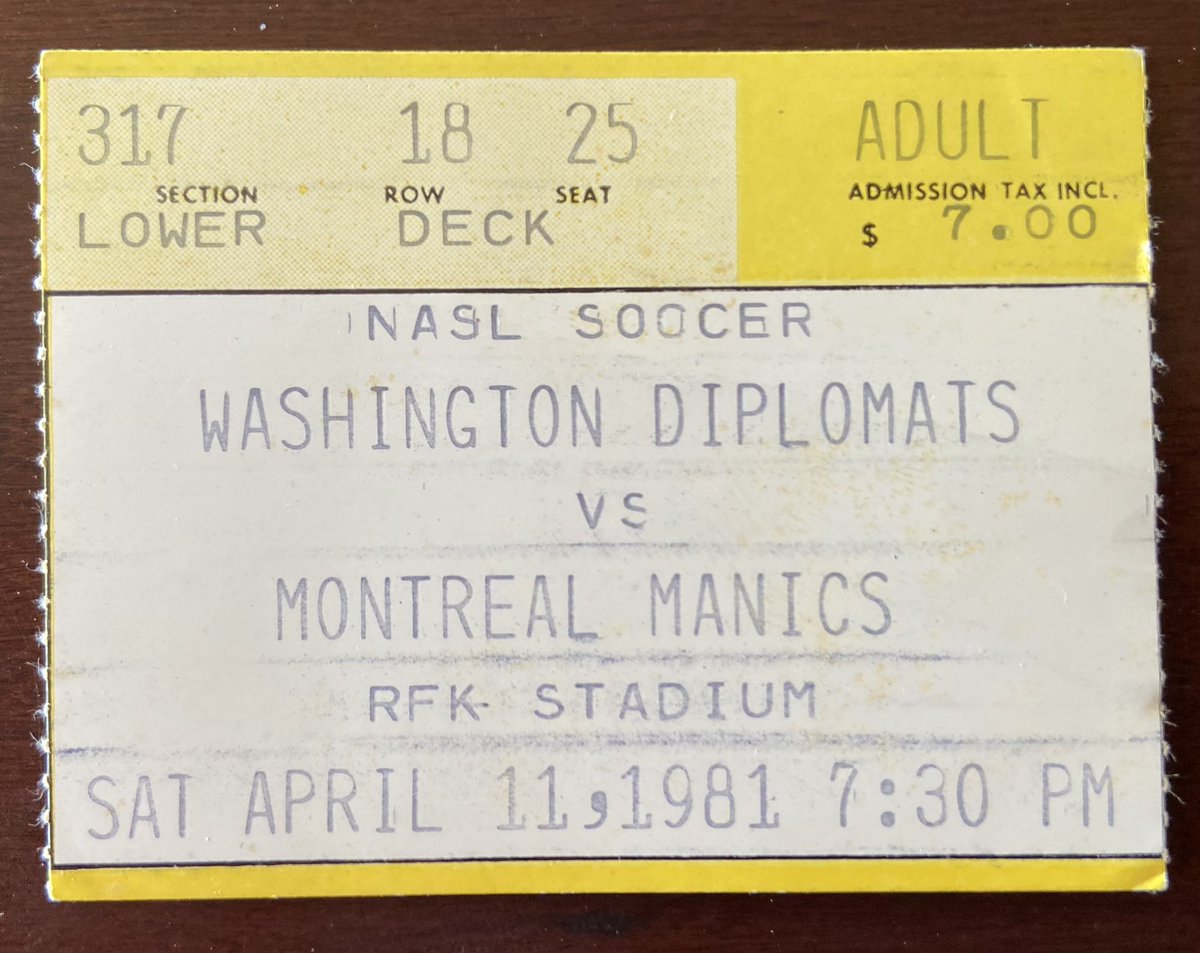 317 18 25
SECTION ROW SEAT
LOWER DECK
ADULT
ADMISSION TAX INCL.
$ 7.00
NASL SOCCER
WASHINGTON DIPLOMATS
VS
MONTREAL MANICS
RFK STADIUM
SAT APRIL 11,1981 7:30 PM